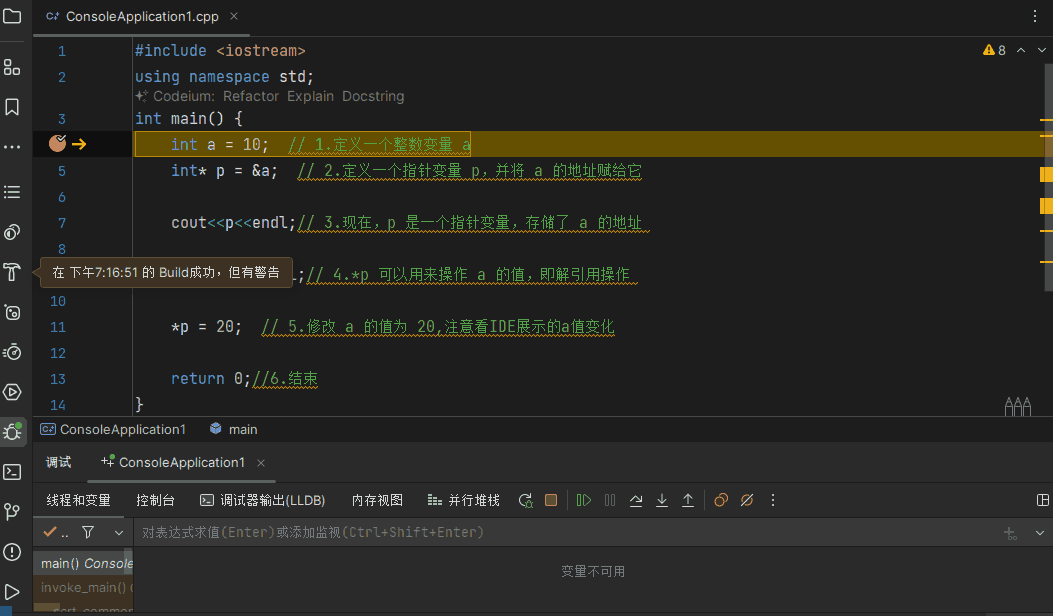 ConsoleApplication1.cpp
1 #include <iostream>
8
2 using namespace std;
Codeium: Refactor Explain Docstring
3 int main() {
int a = 10; // 1.定义一个整数变量 a
5 int* p = &a; // 2.定义一个指针变量 p，并将 a 的地址赋给它
6
7 cout<<p<<endl;// 3.现在，p 是一个指针变量，存储了 a 的地址
8
在 下午7:16:51 的 Build成功，但有警告
;// 4.*p 可以用来操作 a 的值，即解引用操作
10
11 *p = 20; // 5.修改 a 的值为 20,注意看IDE展示的a值变化
12
13 return 0;//6.结束
14 }
ConsoleApplication1 main
调试 ConsoleApplication1
线程和变量 控制台 调试器输出(LLDB) 内存视图 并行堆栈
.. 对表达式求值(Enter)或添加监视(Ctrl+Shift+Enter)
main() Console
变量不可用
invoke_main()